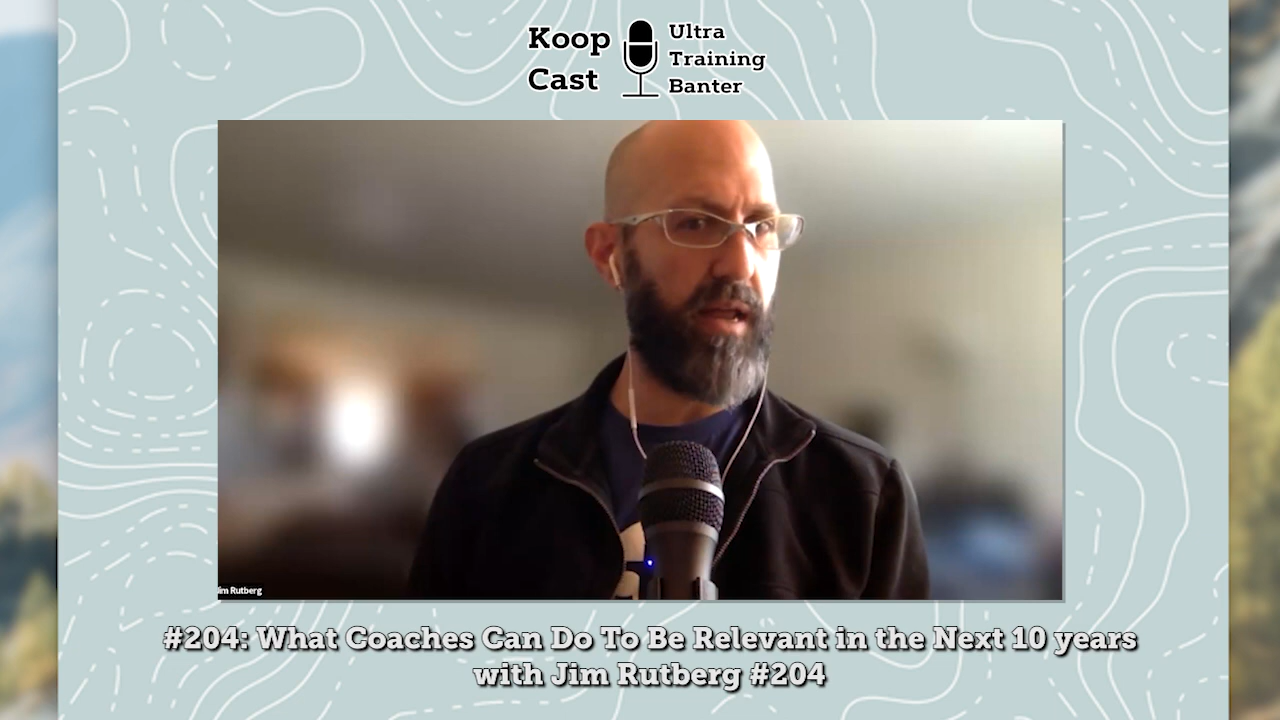 Koop
Cast
Ultra
Training
Banter
Jim Rutberg
#204: What Coaches Can Do To Be Relevant in the Next 10 years
with Jim Rutberg #204